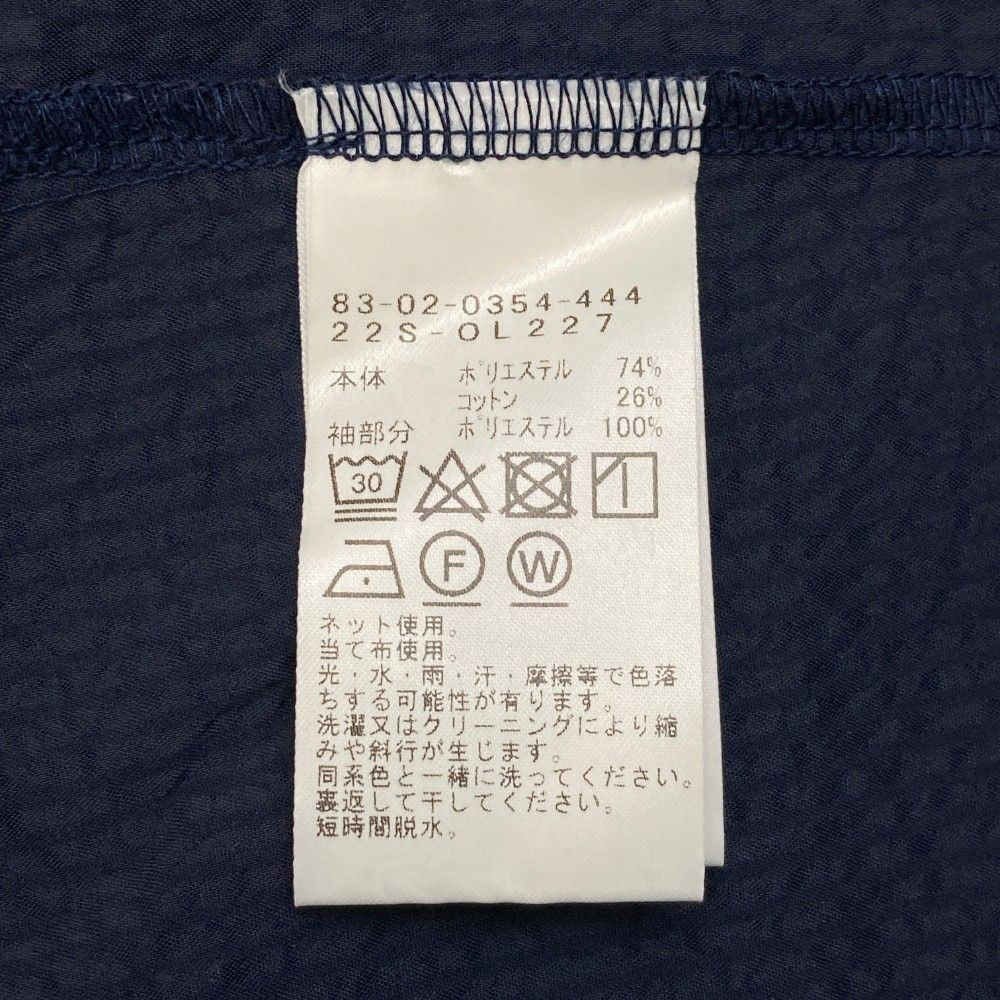 83-02-0354-444
22S-OL227
本体 ポリエステル 74%
コットン 26%
袖部分 ポリエステル 100%
30
F W
ネット使用。
当て布使用。
光・水・雨・汗・摩擦等で色落
ちする可能性が有ります。
洗濯又はクリーニングにより縮
みや斜行が生じます。
同系色と一緒に洗ってください。
裏返して干してください。
短時間脱水。